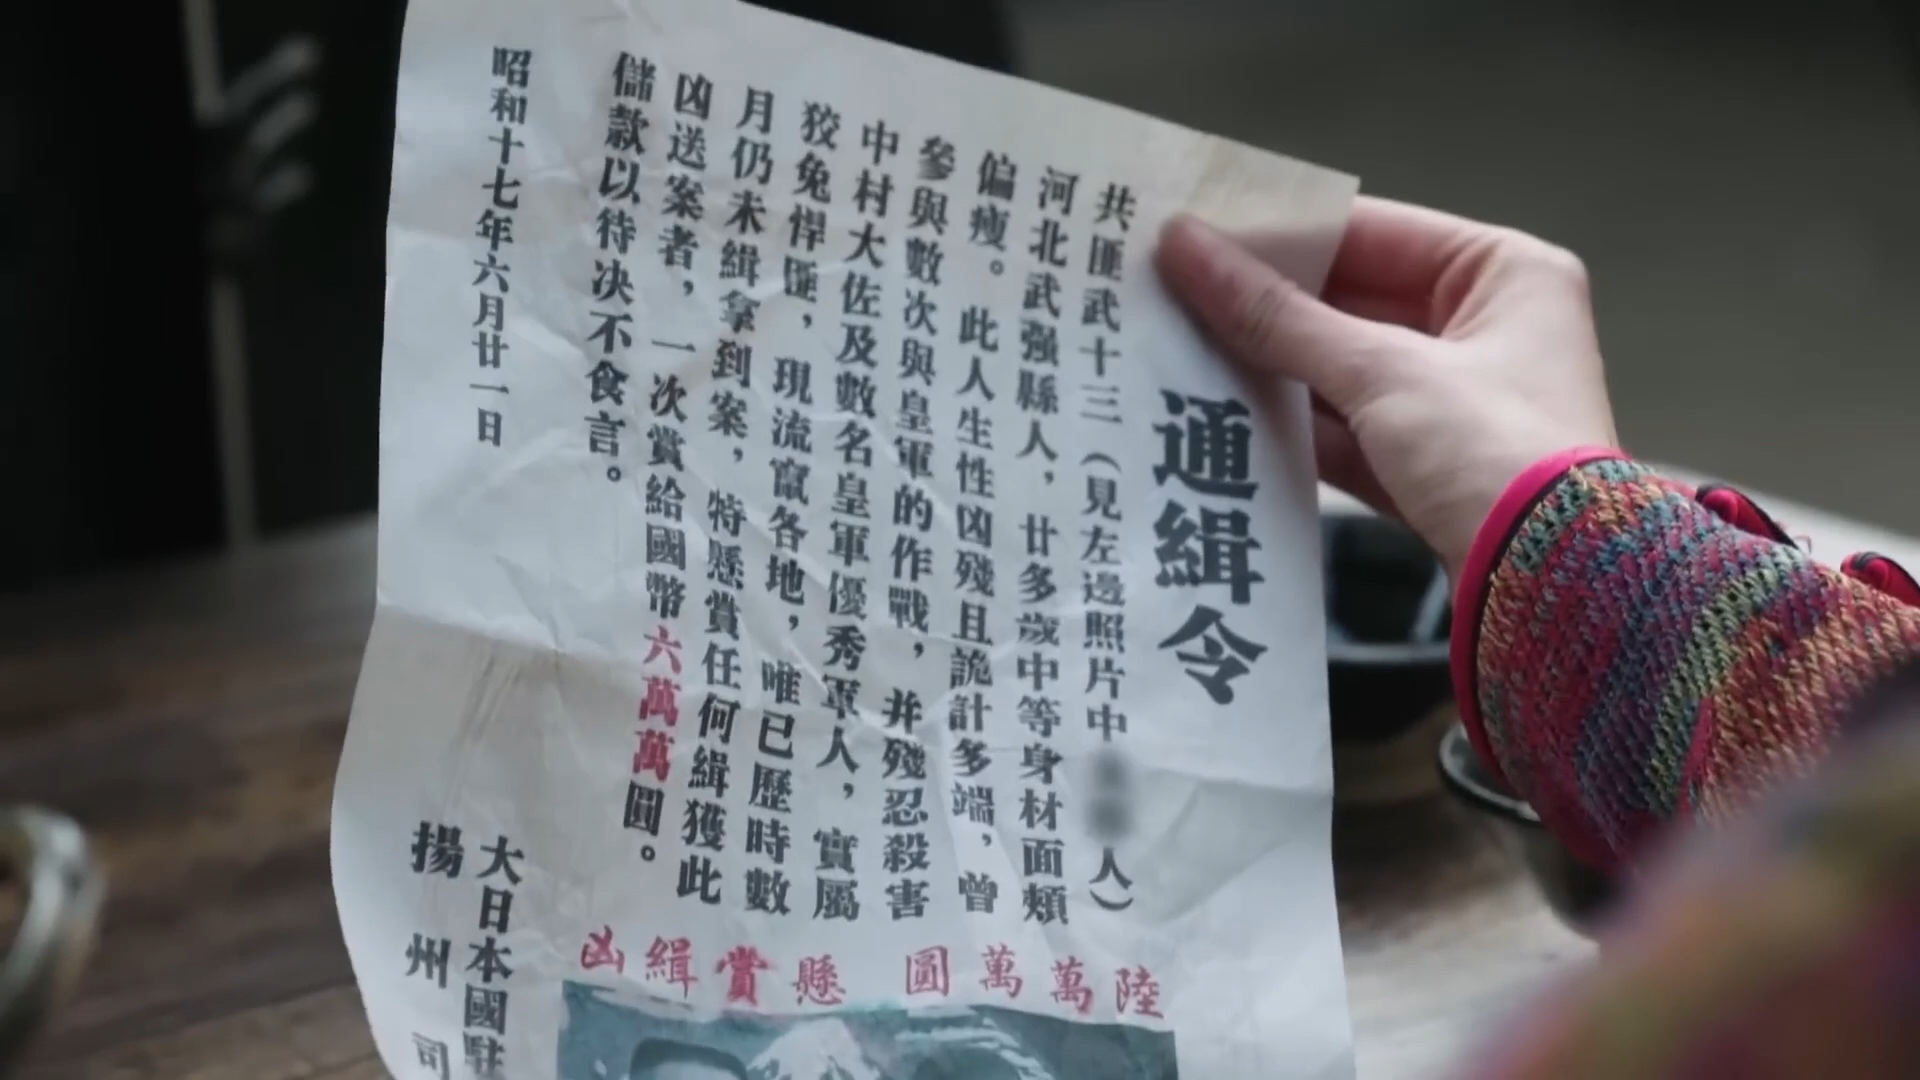 通緝令
共匪武十三（見左邊照片中 人）
河北武强縣人，廿多歲中等身材面頰
偏瘦。此人生性凶殘且詭計多端，曾
參與數次與皇軍的作戰，并殘忍殺害
中村大佐及數名皇軍優秀軍人，實屬
狡兔悍匪，現流竄各地，唯已歷時數
月仍未緝拿到案，特懸賞任何緝獲此
凶送案者，一次賞給國幣六萬萬圓。
儲款以待决不食言。
昭和十七年六月廿一日
大日本國駐
揚州司
陸萬萬圓 懸賞緝凶